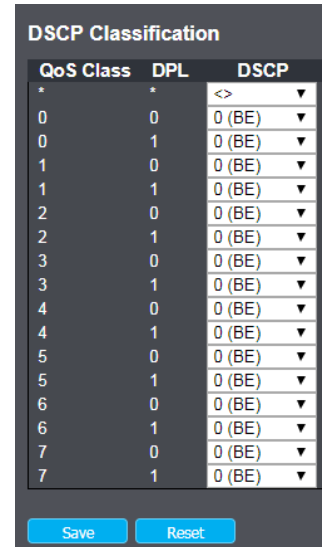 DSCP Classification
QoS Class DPL DSCP
* * <>
0 0 0 (BE)
0 1 0 (BE)
1 0 0 (BE)
1 1 0 (BE)
2 0 0 (BE)
2 1 0 (BE)
3 0 0 (BE)
3 1 0 (BE)
4 0 0 (BE)
4 1 0 (BE)
5 0 0 (BE)
5 1 0 (BE)
6 0 0 (BE)
6 1 0 (BE)
7 0 0 (BE)
7 1 0 (BE)
Save Reset